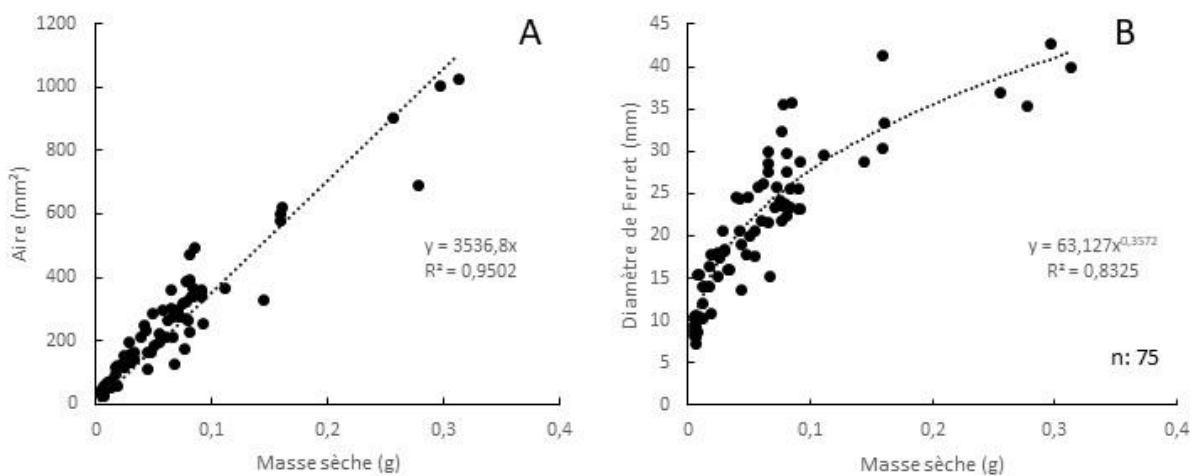 A
1200
1000
800
600
400
200
0
Aire (mm²)
y = 3536,8x
R² = 0,9502
0 0,1 0,2 0,3 0,4
Masse sèche (g)
B
45
40
35
30
25
20
15
10
5
0
Diamètre de Ferret (mm)
y = 63,127x^0,3572
R² = 0,8325
n: 75
0 0,1 0,2 0,3 0,4
Masse sèche (g)